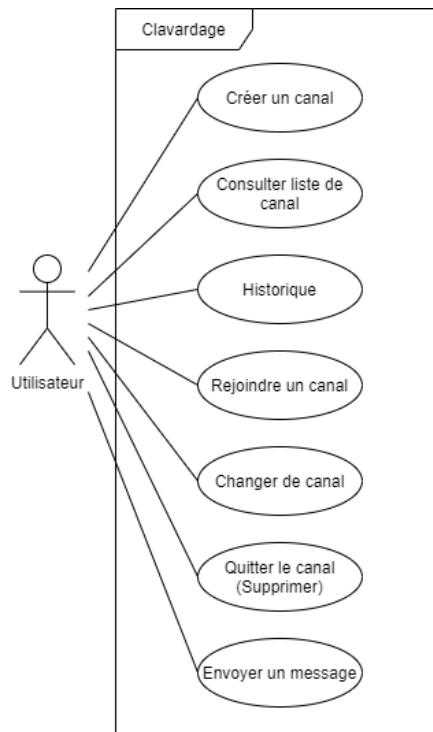 Clavardage
Créer un canal
Consulter liste de
canal
Historique
Utilisateur
Rejoindre un canal
Changer de canal
Quitter le canal
(Supprimer)
Envoyer un message